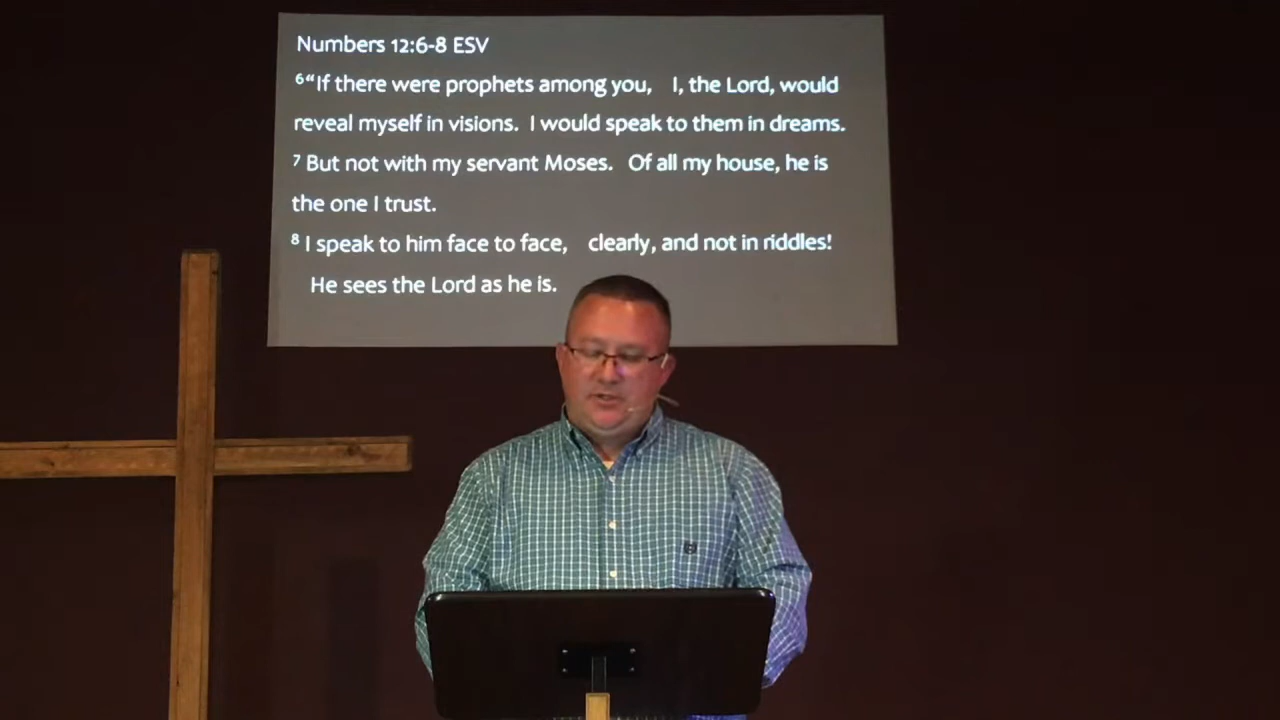 Numbers 12:6-8 ESV
⁶“If there were prophets among you, I, the Lord, would
reveal myself in visions. I would speak to them in dreams.
⁷ But not with my servant Moses. Of all my house, he is
the one I trust.
⁸ I speak to him face to face, clearly, and not in riddles!
He sees the Lord as he is.